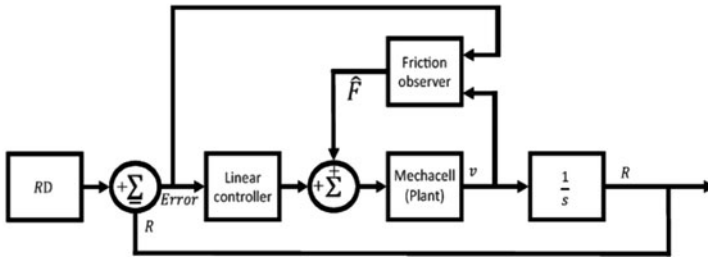 Friction
observer
F̂
RD
+Σ
−
Error
R
Linear
controller
+
+Σ
Mechacell
(Plant)
v
1
s
R